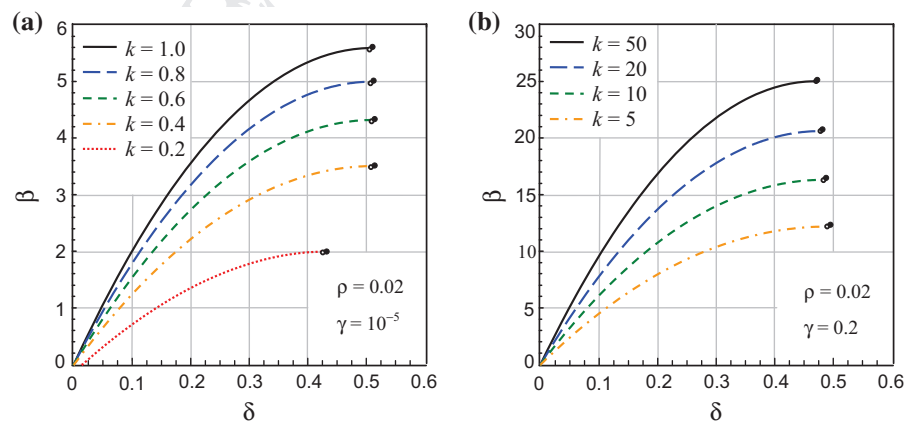 (a)
6
5
4
3
2
1
0
β
k = 1.0
k = 0.8
k = 0.6
k = 0.4
k = 0.2
ρ = 0.02
γ = 10⁻⁵
0 0.1 0.2 0.3 0.4 0.5 0.6
δ
(b)
30
25
20
15
10
5
0
β
k = 50
k = 20
k = 10
k = 5
ρ = 0.02
γ = 0.2
0 0.1 0.2 0.3 0.4 0.5 0.6
δ